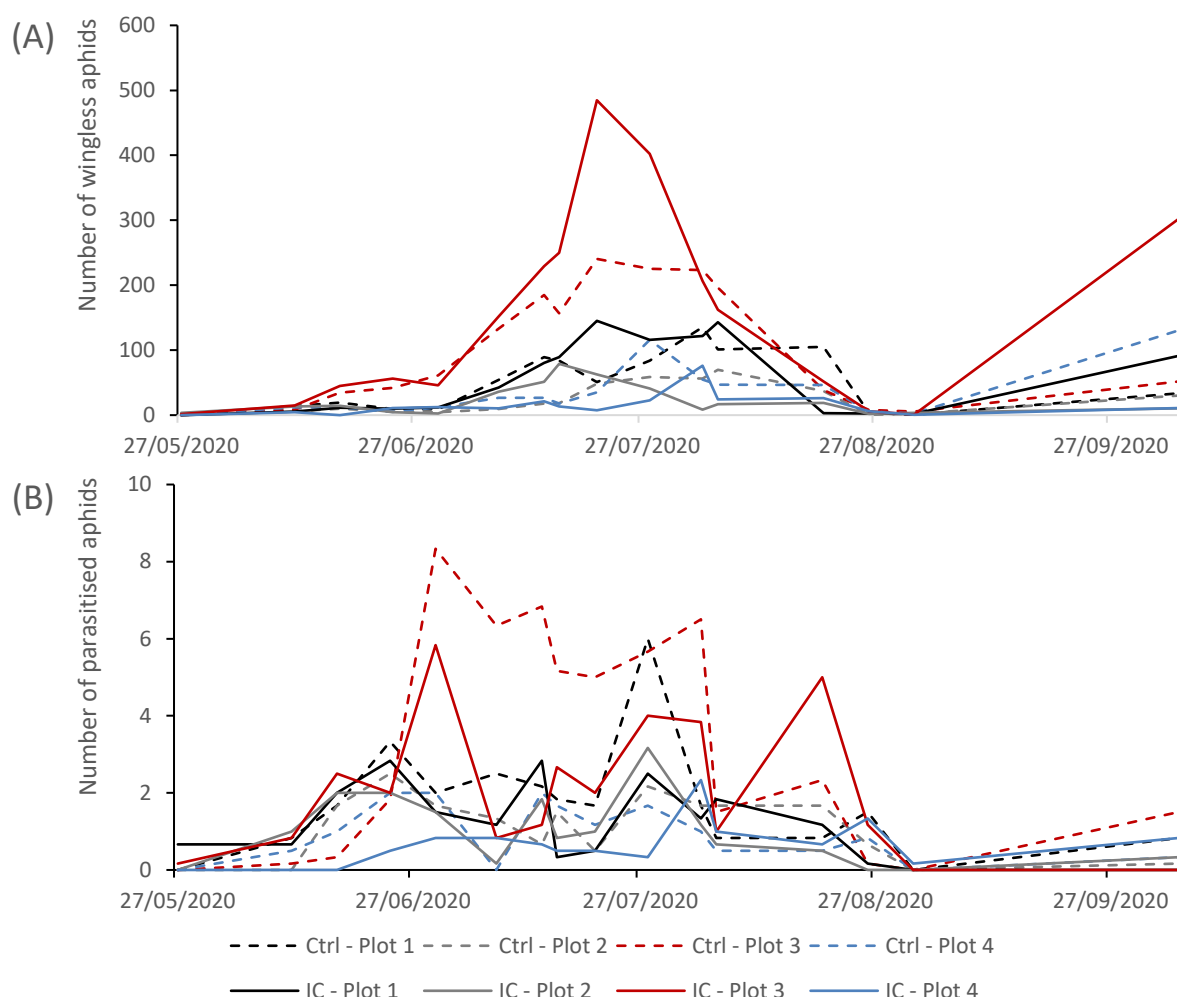 (A)
Number of wingless aphids
600
500
400
300
200
100
0
27/05/2020 27/06/2020 27/07/2020 27/08/2020 27/09/2020
(B)
Number of parasitised aphids
10
8
6
4
2
0
27/05/2020 27/06/2020 27/07/2020 27/08/2020 27/09/2020
Ctrl - Plot 1 Ctrl - Plot 2 Ctrl - Plot 3 Ctrl - Plot 4
IC - Plot 1 IC - Plot 2 IC - Plot 3 IC - Plot 4